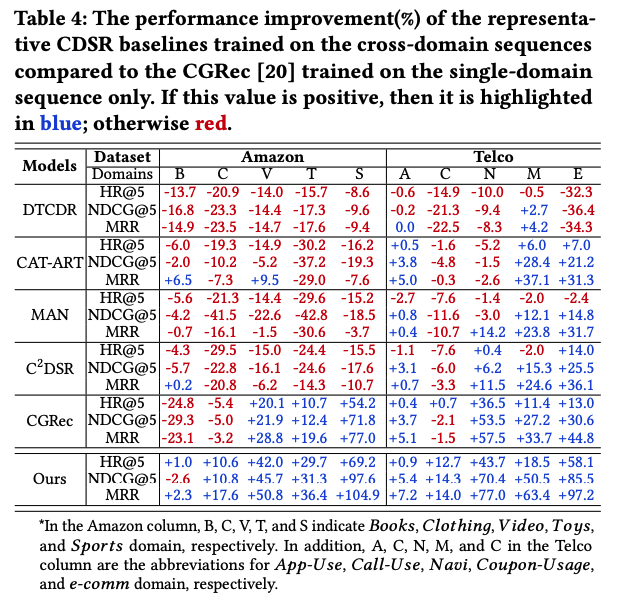 Table 4: The performance improvement(%) of the representa-
tive CDSR baselines trained on the cross-domain sequences
compared to the CGRec [20] trained on the single-domain
sequence only. If this value is positive, then it is highlighted
in blue; otherwise red.
Models Dataset Amazon Telco
Domains B C V T S A C N M E
DTCDR HR@5 -13.7 -20.9 -14.0 -15.7 -8.6 -0.6 -14.9 -10.0 -0.5 -32.3
NDCG@5 -16.8 -23.3 -14.4 -17.3 -9.6 -0.2 -21.3 -9.4 +2.7 -36.4
MRR -14.9 -23.5 -14.7 -17.6 -9.4 0.0 -22.5 -8.3 +4.2 -34.3
CAT-ART HR@5 -6.0 -19.3 -14.9 -30.2 -16.2 +0.5 -1.6 -5.2 +6.0 +7.0
NDCG@5 -2.0 -10.2 -5.2 -37.2 -19.3 +3.8 -4.8 -1.5 +28.4 +21.2
MRR +6.5 -7.3 +9.5 -29.0 -7.6 +5.0 -0.3 -2.6 +37.1 +31.3
MAN HR@5 -5.6 -21.3 -14.4 -29.6 -15.2 -2.7 -7.6 -1.4 -2.0 -2.4
NDCG@5 -4.2 -41.5 -22.6 -42.8 -18.5 +0.8 -11.6 -3.0 +12.1 +14.8
MRR -0.7 -16.1 -1.5 -30.6 -3.7 +0.4 -10.7 +14.2 +23.8 +31.7
C²DSR HR@5 -4.3 -29.5 -15.0 -24.4 -15.5 -1.1 -7.6 +0.4 -2.0 +14.0
NDCG@5 -5.7 -22.8 -16.1 -24.6 -17.6 +3.1 -6.0 +6.2 +15.3 +25.5
MRR +0.2 -20.8 -6.2 -14.3 -10.7 +0.7 -3.3 +11.5 +24.6 +36.1
CGRec HR@5 -24.8 -5.4 +20.1 +10.7 +54.2 +0.4 +0.7 +36.5 +11.4 +13.0
NDCG@5 -29.3 -5.0 +21.9 +12.4 +71.8 +3.7 -2.1 +53.5 +27.2 +30.6
MRR -23.1 -3.2 +28.8 +19.6 +77.0 +5.1 -1.5 +57.5 +33.7 +44.8
Ours HR@5 +1.0 +10.6 +42.0 +29.7 +69.2 +0.9 +12.7 +43.7 +18.5 +58.1
NDCG@5 -2.6 +10.8 +45.7 +31.3 +97.6 +5.4 +14.3 +70.4 +50.5 +85.5
MRR +2.3 +17.6 +50.8 +36.4 +104.9 +7.2 +14.0 +77.0 +63.4 +97.2
*In the Amazon column, B, C, V, T, and S indicate Books, Clothing, Video, Toys,
and Sports domain, respectively. In addition, A, C, N, M, and C in the Telco
column are the abbreviations for App-Use, Call-Use, Navi, Coupon-Usage,
and e-comm domain, respectively.